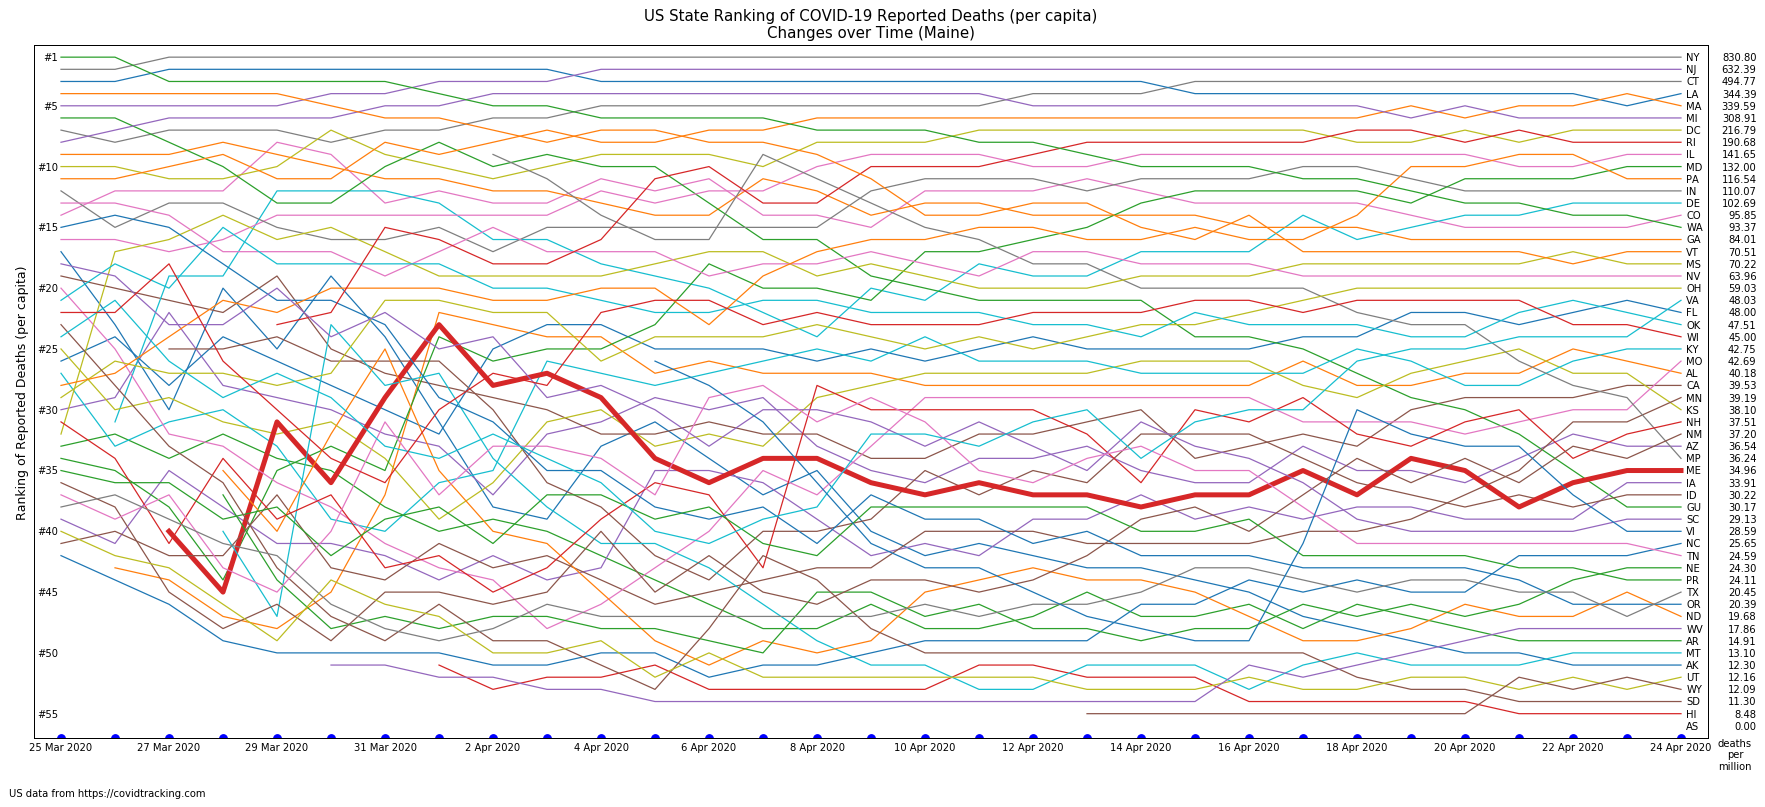 US State Ranking of COVID-19 Reported Deaths (per capita)
Changes over Time (Maine)
Ranking of Reported Deaths (per capita)
#1
#5
#10
#15
#20
#25
#30
#35
#40
#45
#50
#55
NY 830.80
NJ 632.39
CT 494.77
LA 344.39
MA 339.59
MI 308.91
DC 216.79
RI 190.68
IL 141.65
MD 132.00
PA 116.54
IN 110.07
DE 102.69
CO 95.85
WA 93.37
GA 84.01
VT 70.51
MS 70.22
NV 63.96
OH 59.03
VA 48.03
FL 48.00
OK 47.51
WI 45.00
KY 42.75
MO 42.69
AL 40.18
CA 39.53
MN 39.19
KS 38.10
NH 37.51
NM 37.20
AZ 36.54
MP 36.24
ME 34.96
IA 33.91
ID 30.22
GU 30.17
SC 29.13
VI 28.59
NC 25.65
TN 24.59
NE 24.30
PR 24.11
TX 20.45
OR 20.39
ND 19.68
WV 17.86
AR 14.91
MT 13.10
AK 12.30
UT 12.16
WY 12.09
SD 11.30
HI 8.48
AS 0.00
25 Mar 2020 27 Mar 2020 29 Mar 2020 31 Mar 2020 2 Apr 2020 4 Apr 2020 6 Apr 2020 8 Apr 2020 10 Apr 2020 12 Apr 2020 14 Apr 2020 16 Apr 2020 18 Apr 2020 20 Apr 2020 22 Apr 2020 24 Apr 2020
deaths
per
million
US data from https://covidtracking.com